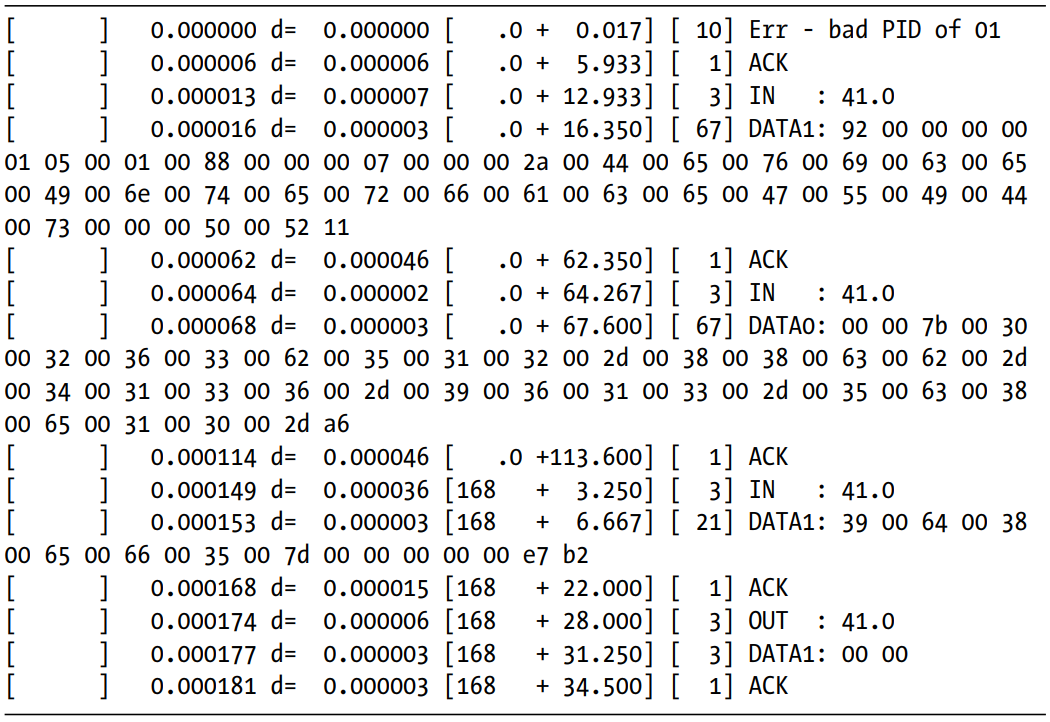 [      ]   0.000000 d=  0.000000 [   .0 +  0.017] [ 10] Err - bad PID of 01
[      ]   0.000006 d=  0.000006 [   .0 +  5.933] [  1] ACK
[      ]   0.000013 d=  0.000007 [   .0 + 12.933] [  3] IN   : 41.0
[      ]   0.000016 d=  0.000003 [   .0 + 16.350] [ 67] DATA1: 92 00 00 00 00
01 05 00 01 00 88 00 00 00 07 00 00 00 2a 00 44 00 65 00 76 00 69 00 63 00 65
00 49 00 6e 00 74 00 65 00 72 00 66 00 61 00 63 00 65 00 47 00 55 00 49 00 44
00 73 00 00 00 50 00 52 11
[      ]   0.000062 d=  0.000046 [   .0 + 62.350] [  1] ACK
[      ]   0.000064 d=  0.000002 [   .0 + 64.267] [  3] IN   : 41.0
[      ]   0.000068 d=  0.000003 [   .0 + 67.600] [ 67] DATA0: 00 00 7b 00 30
00 32 00 36 00 33 00 62 00 35 00 31 00 32 00 2d 00 38 00 38 00 63 00 62 00 2d
00 34 00 31 00 33 00 36 00 2d 00 39 00 36 00 31 00 33 00 2d 00 35 00 63 00 38
00 65 00 31 00 30 00 2d a6
[      ]   0.000114 d=  0.000046 [   .0 +113.600] [  1] ACK
[      ]   0.000149 d=  0.000036 [168   +  3.250] [  3] IN   : 41.0
[      ]   0.000153 d=  0.000003 [168   +  6.667] [ 21] DATA1: 39 00 64 00 38
00 65 00 66 00 35 00 7d 00 00 00 00 00 e7 b2
[      ]   0.000168 d=  0.000015 [168   + 22.000] [  1] ACK
[      ]   0.000174 d=  0.000006 [168   + 28.000] [  3] OUT  : 41.0
[      ]   0.000177 d=  0.000003 [168   + 31.250] [  3] DATA1: 00 00
[      ]   0.000181 d=  0.000003 [168   + 34.500] [  1] ACK